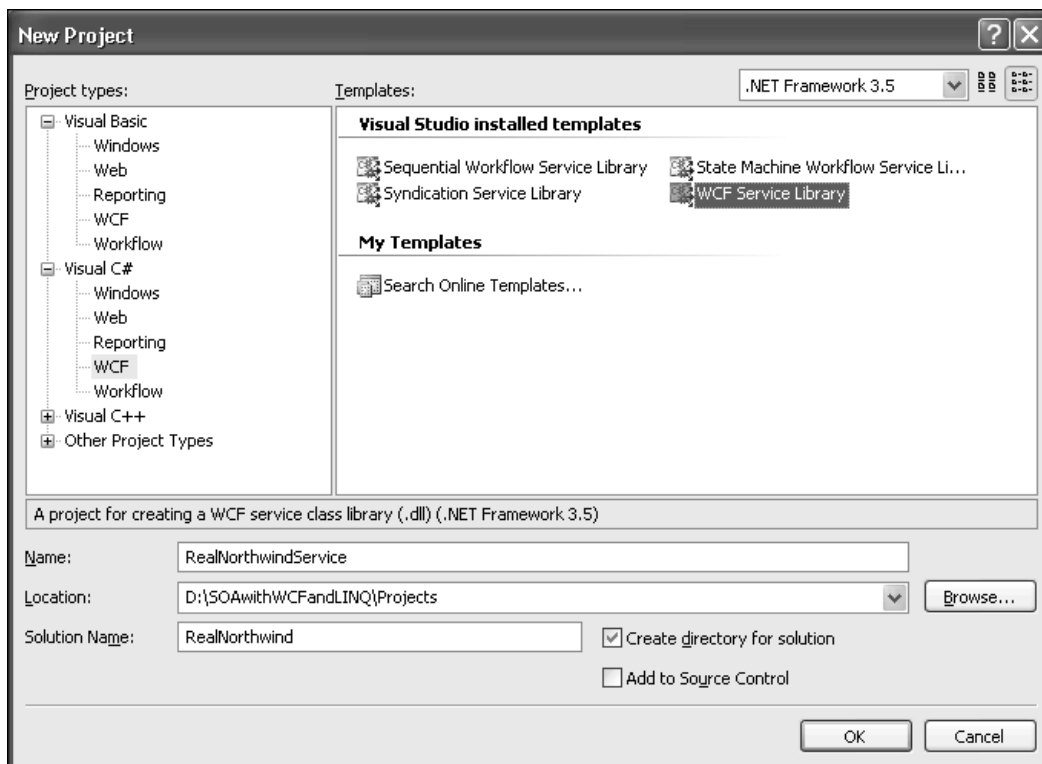 New Project
Project types:
Templates:
.NET Framework 3.5
Visual Basic
Windows
Web
Reporting
WCF
Workflow
Visual C#
Windows
Web
Reporting
WCF
Workflow
Visual C++
Other Project Types
Visual Studio installed templates
Sequential Workflow Service Library
State Machine Workflow Service Li...
Syndication Service Library
WCF Service Library
My Templates
Search Online Templates...
A project for creating a WCF service class library (.dll) (.NET Framework 3.5)
Name:
RealNorthwindService
Location:
D:\SOAwithWCFandLINQ\Projects
Browse...
Solution Name:
RealNorthwind
Create directory for solution
Add to Source Control
OK
Cancel